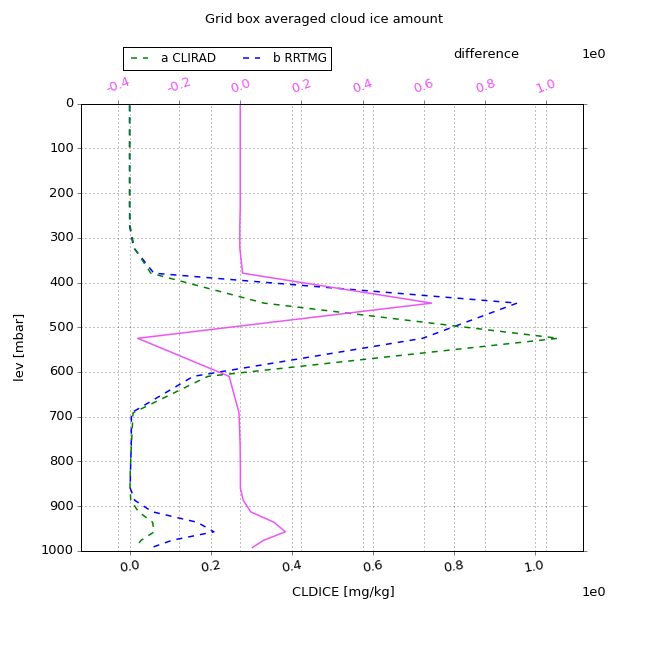 Grid box averaged cloud ice amount
a CLIRAD b RRTMG
difference 1e0
-0.4 -0.2 0.0 0.2 0.4 0.6 0.8 1.0
0
100
200
300
400
500
600
700
800
900
1000
lev [mbar]
0.0 0.2 0.4 0.6 0.8 1.0
CLDICE [mg/kg] 1e0